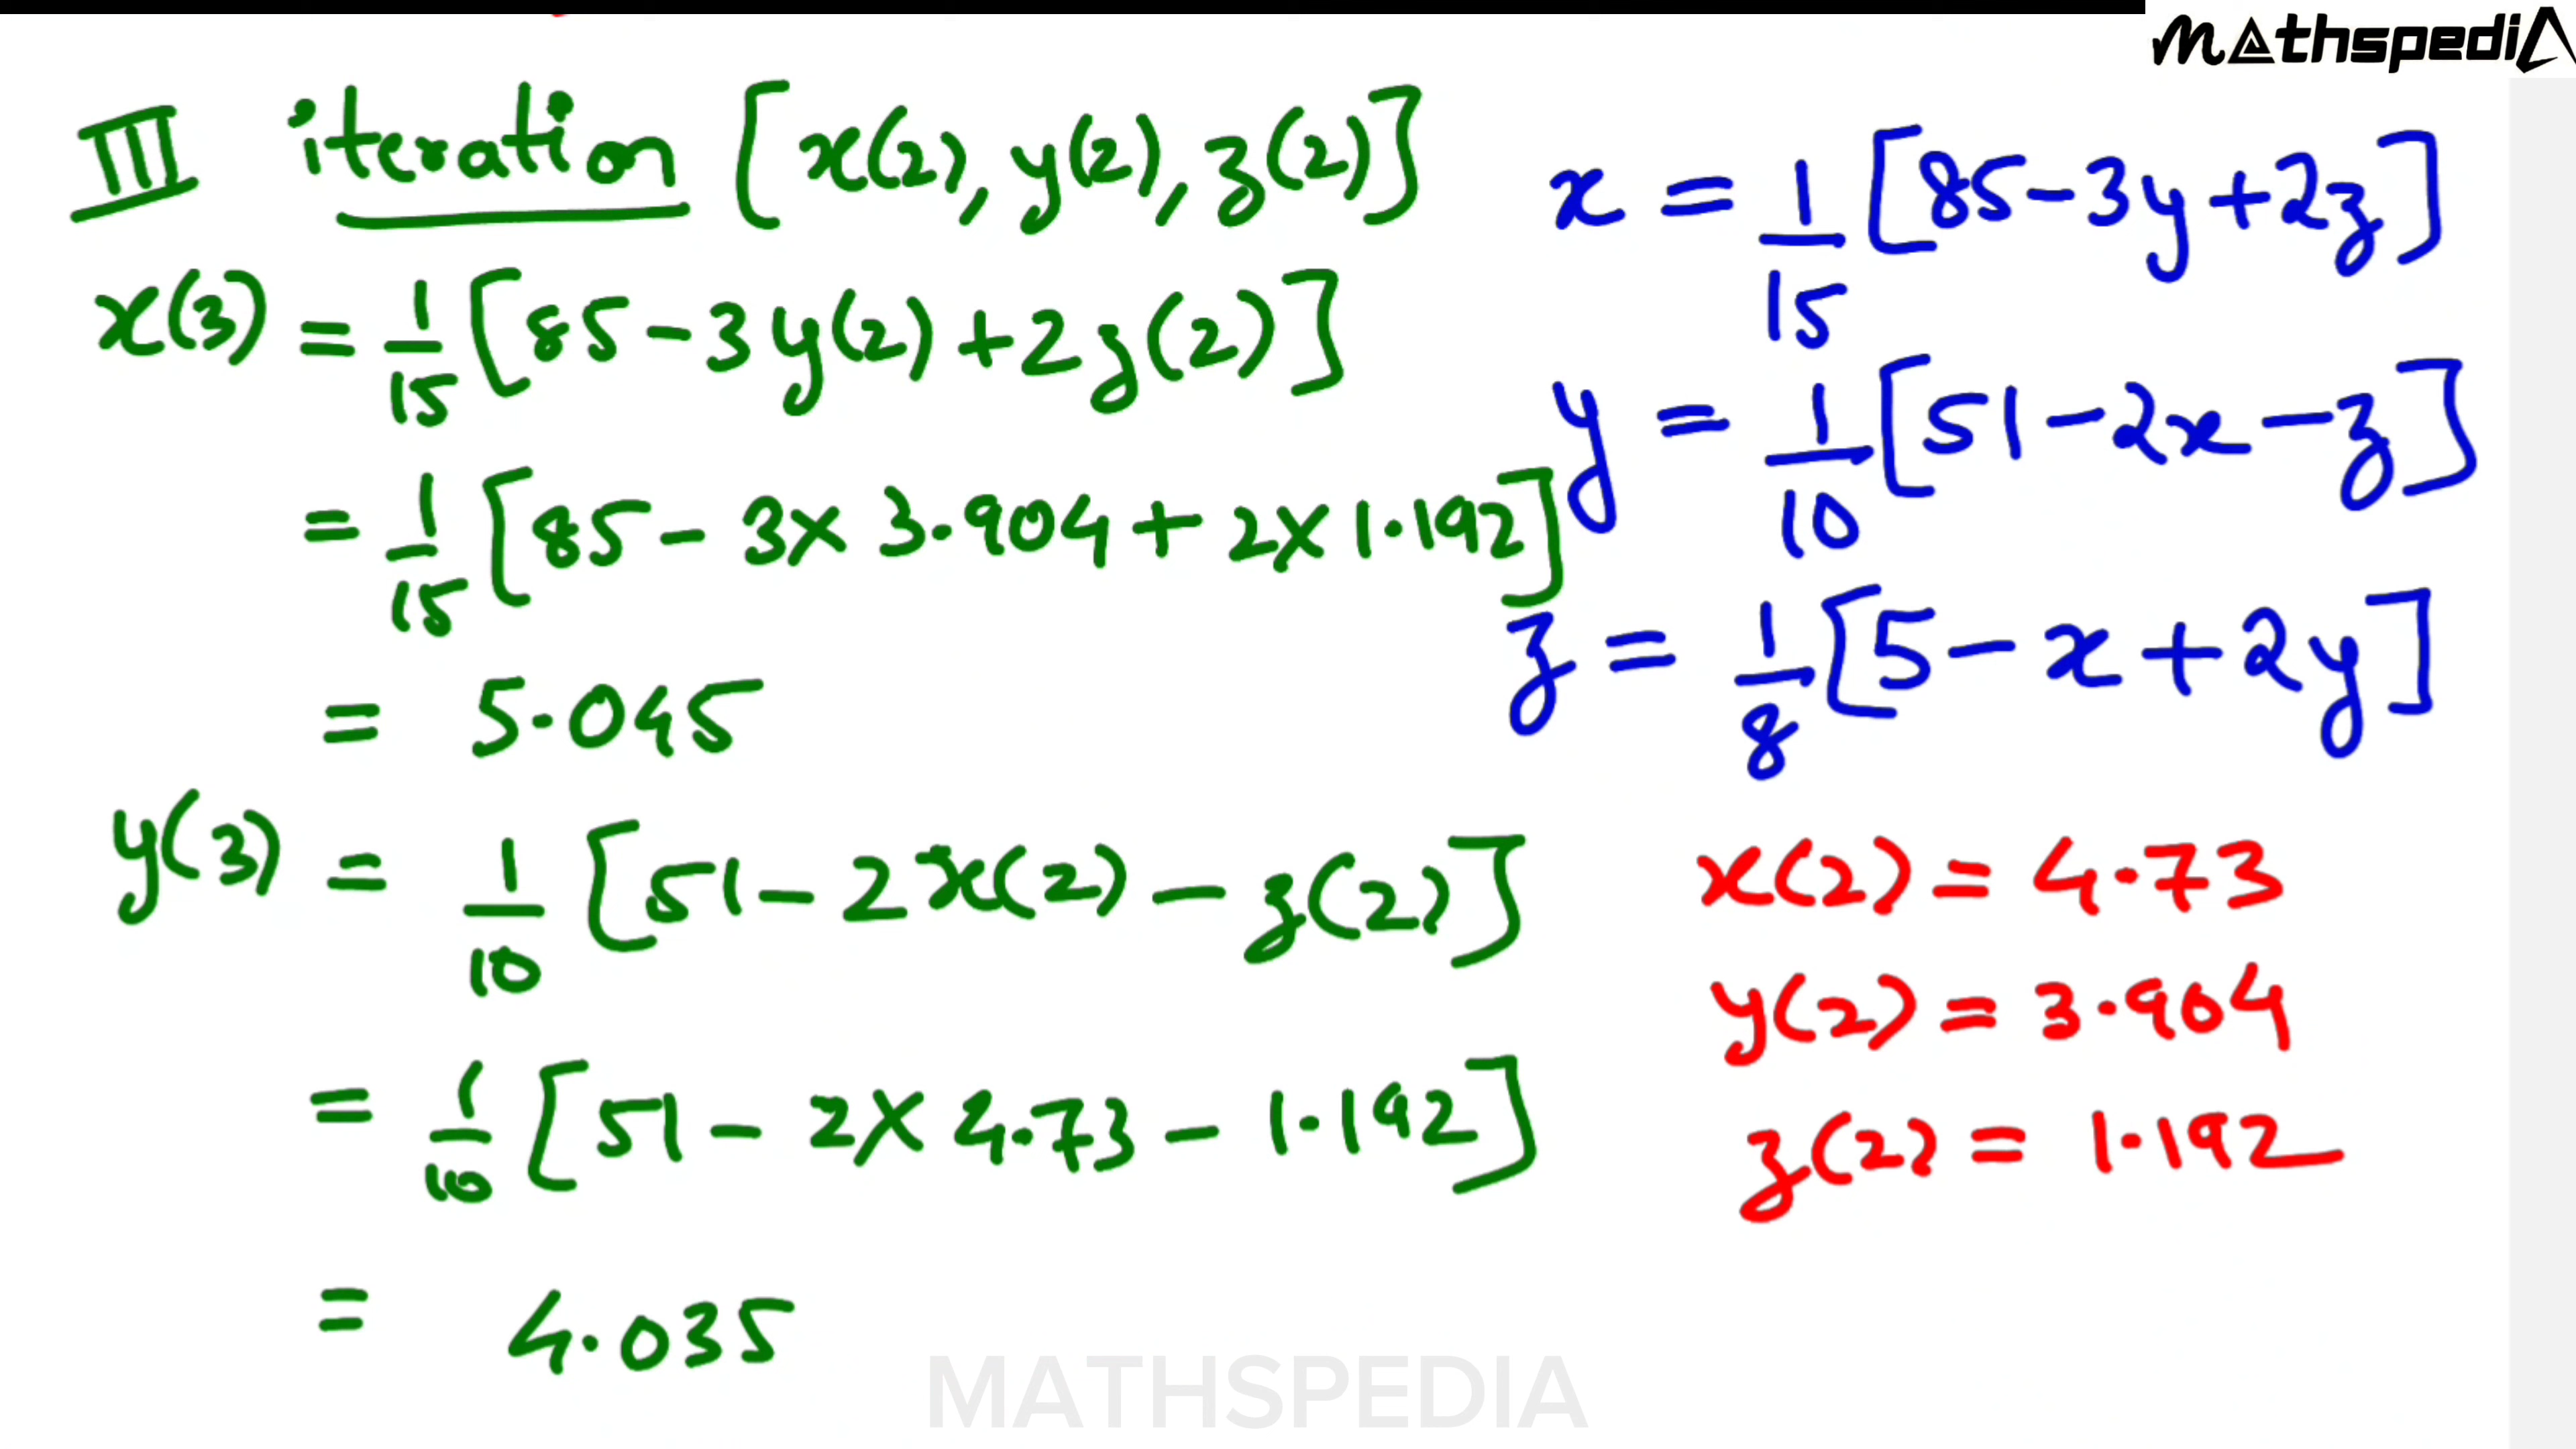 MAthspediA
III iteration [x(2), y(2), z(2)]
x(3) = 1/15 [85 - 3y(2) + 2z(2)]
= 1/15 [85 - 3 × 3.904 + 2 × 1.192]
= 5.045
y(3) = 1/10 [51 - 2x(2) - z(2)]
= 1/10 [51 - 2 × 4.73 - 1.192]
= 4.035
x = 1/15 [85 - 3y + 2z]
y = 1/10 [51 - 2x - z]
z = 1/8 [5 - x + 2y]
x(2) = 4.73
y(2) = 3.904
z(2) = 1.192
MATHSPEDIA